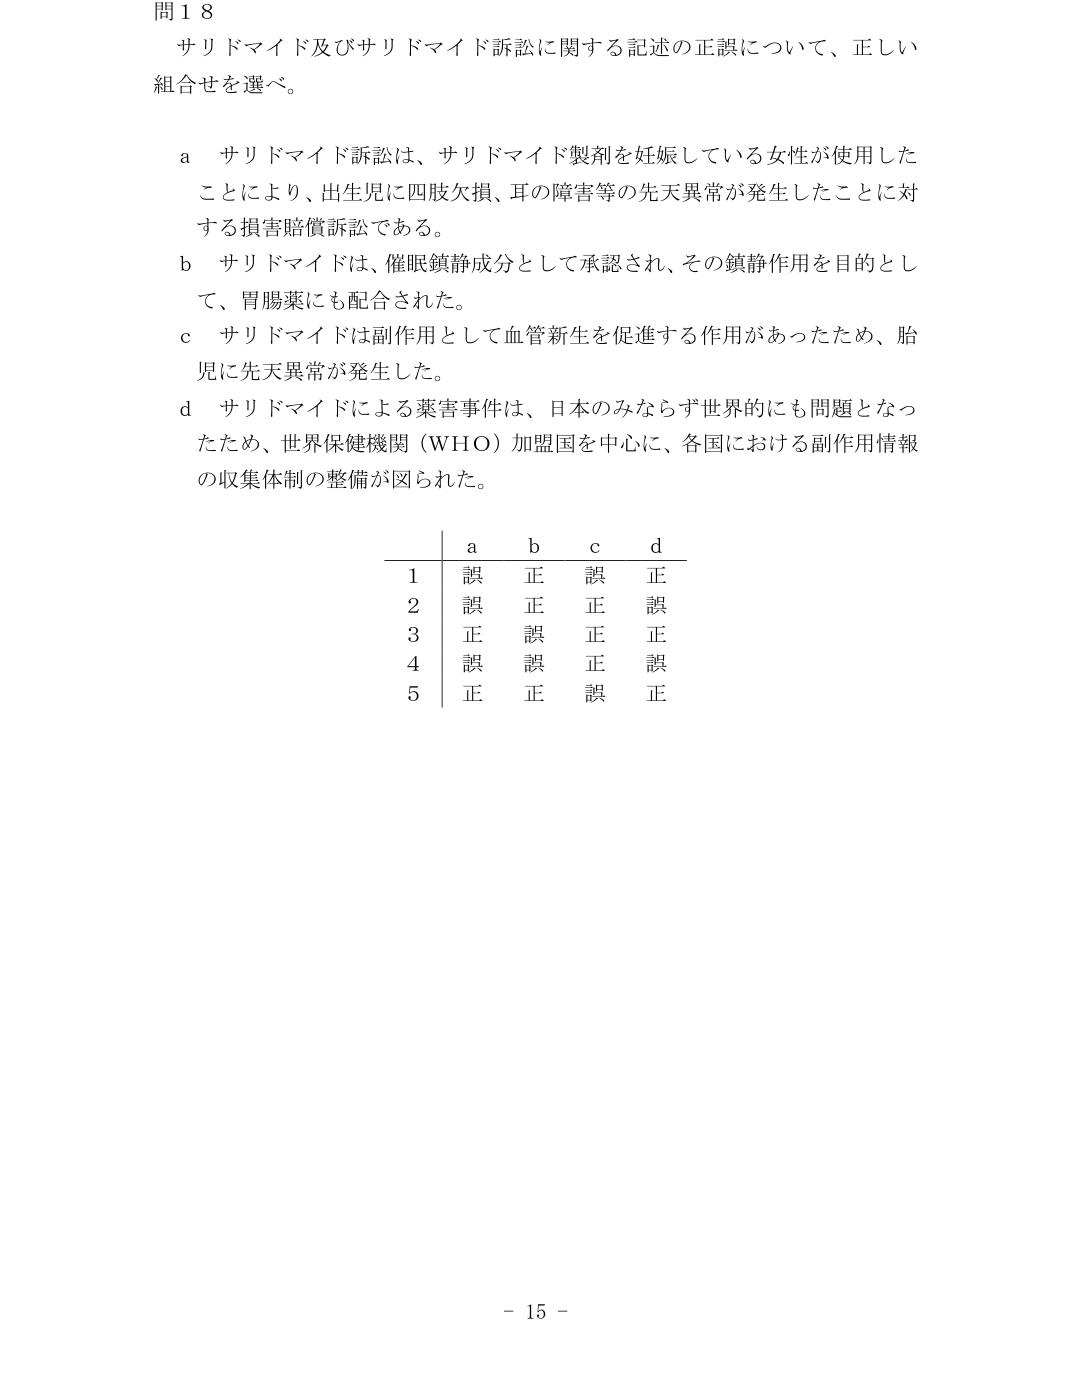 問１８
サリドマイド及びサリドマイド訴訟に関する記述の正誤について、正しい
組合せを選べ。
a　サリドマイド訴訟は、サリドマイド製剤を妊娠している女性が使用した
ことにより、出生児に四肢欠損、耳の障害等の先天異常が発生したことに対
する損害賠償訴訟である。
b　サリドマイドは、催眠鎮静成分として承認され、その鎮静作用を目的とし
て、胃腸薬にも配合された。
c　サリドマイドは副作用として血管新生を促進する作用があったため、胎
児に先天異常が発生した。
d　サリドマイドによる薬害事件は、日本のみならず世界的にも問題となっ
たため、世界保健機関（ＷＨＯ）加盟国を中心に、各国における副作用情報
の収集体制の整備が図られた。
a b c d
1 誤 正 誤 正
2 誤 正 正 誤
3 正 誤 正 正
4 誤 誤 正 誤
5 正 正 誤 正
－ 15 －